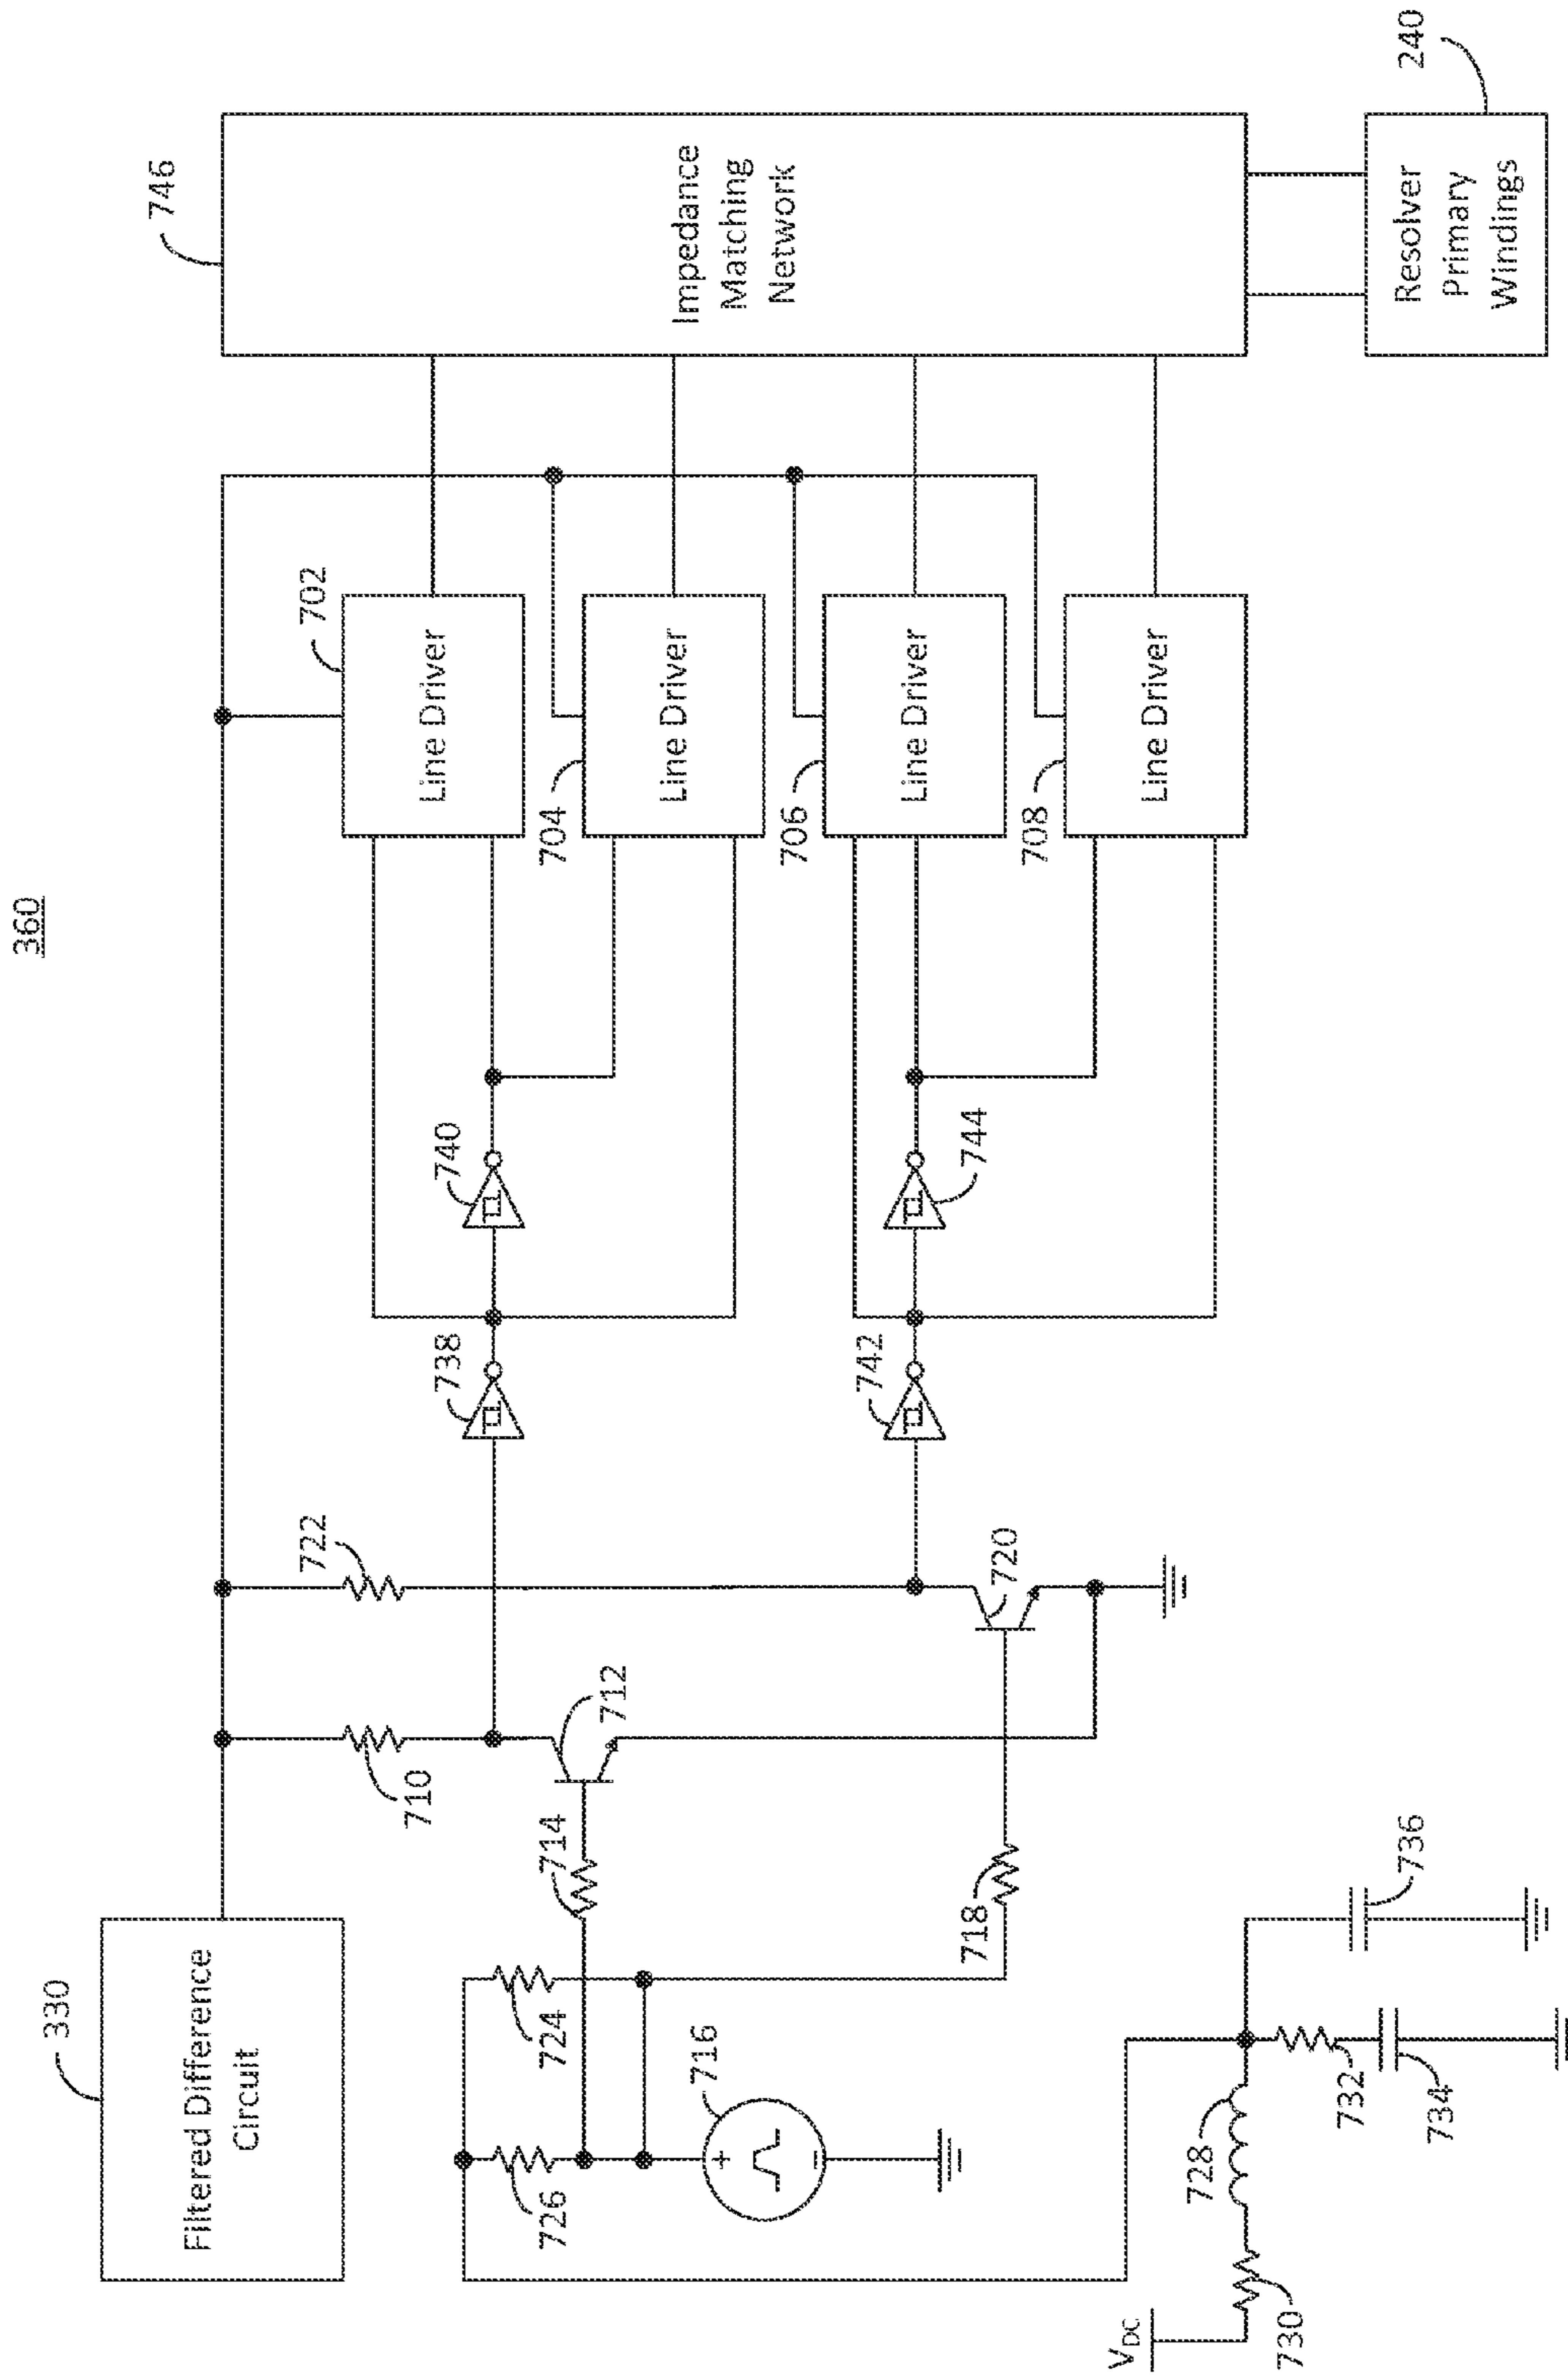 360
330
Filtered Difference
Circuit
710
722
702
746
Line Driver
738
740
712
714
704
Line Driver
Impedance
Matching
Network
726
724
716
+
–
706
Line Driver
742
744
720
718
708
Line Driver
VDC
730
728
732
734
736
Resolver
Primary
Windings
240